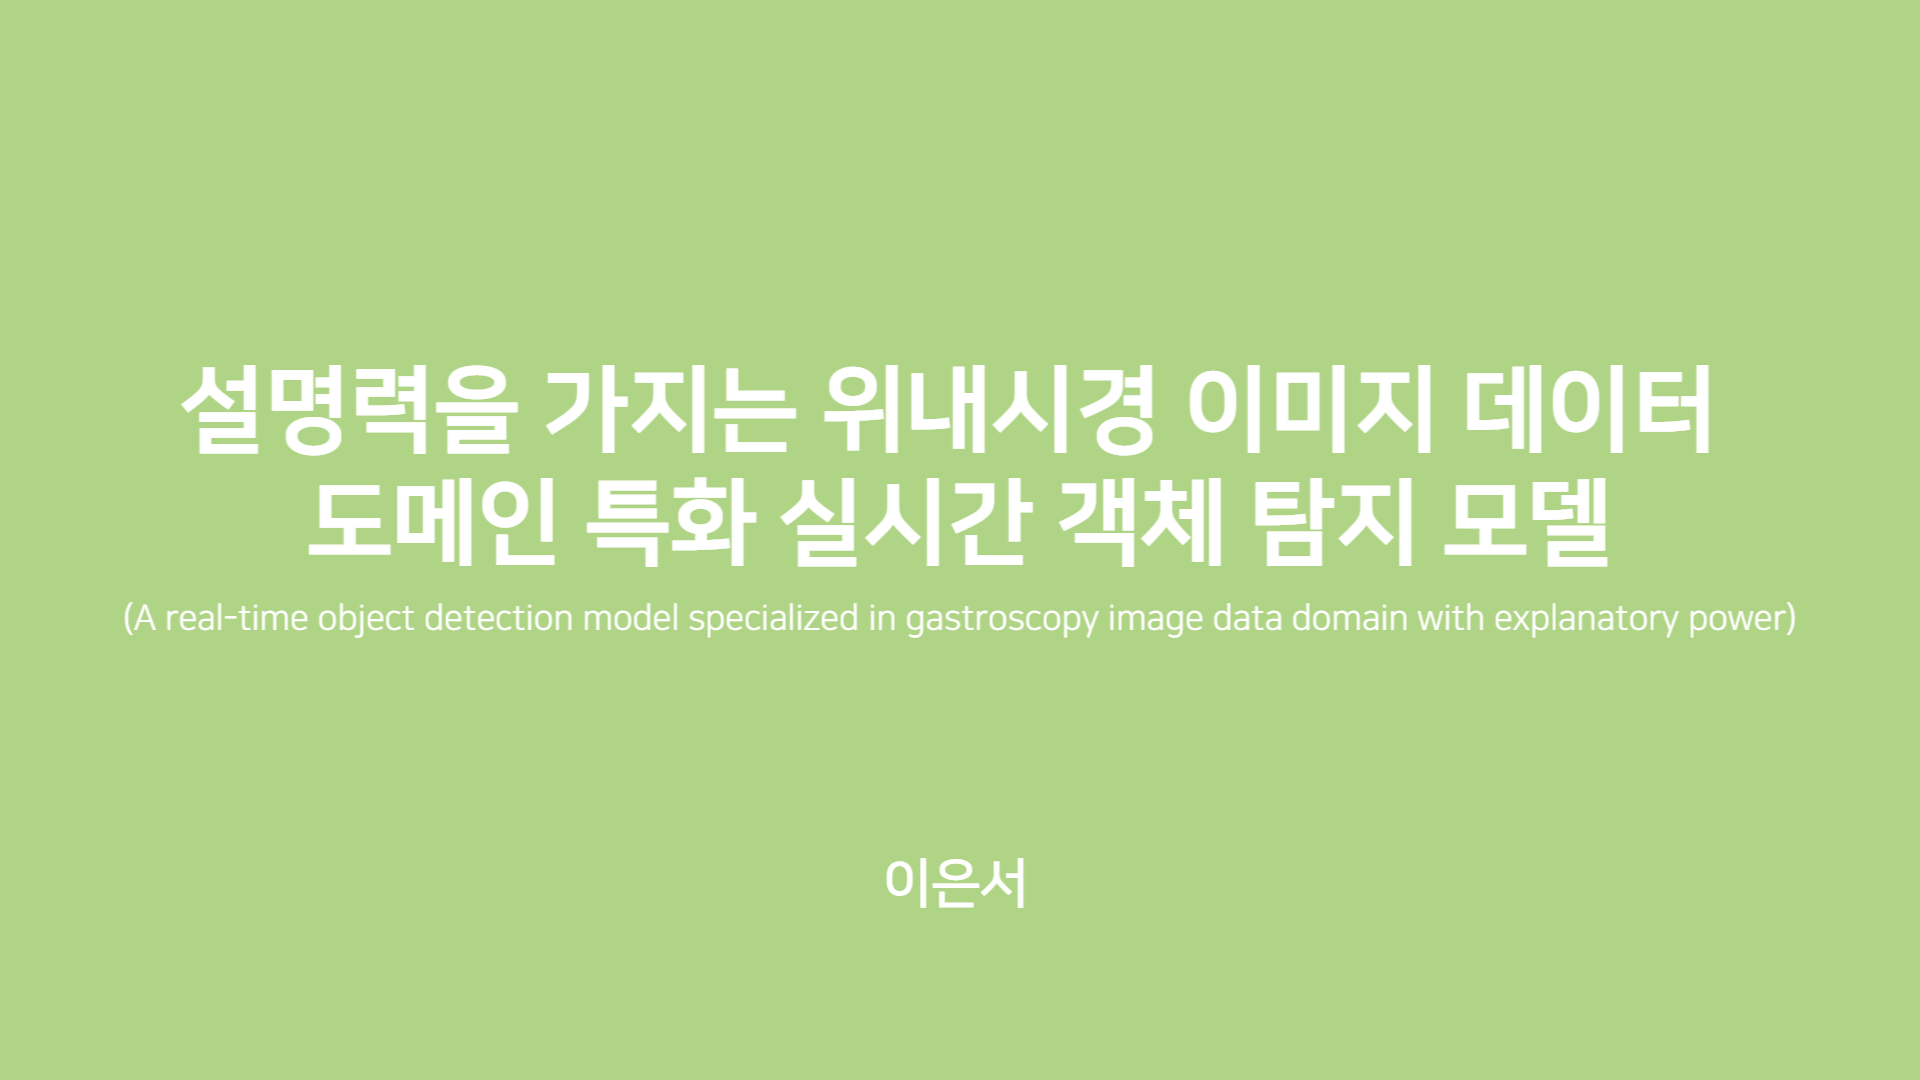 설명력을 가지는 위내시경 이미지 데이터
도메인 특화 실시간 객체 탐지 모델
(A real-time object detection model specialized in gastroscopy image data domain with explanatory power)
이은서